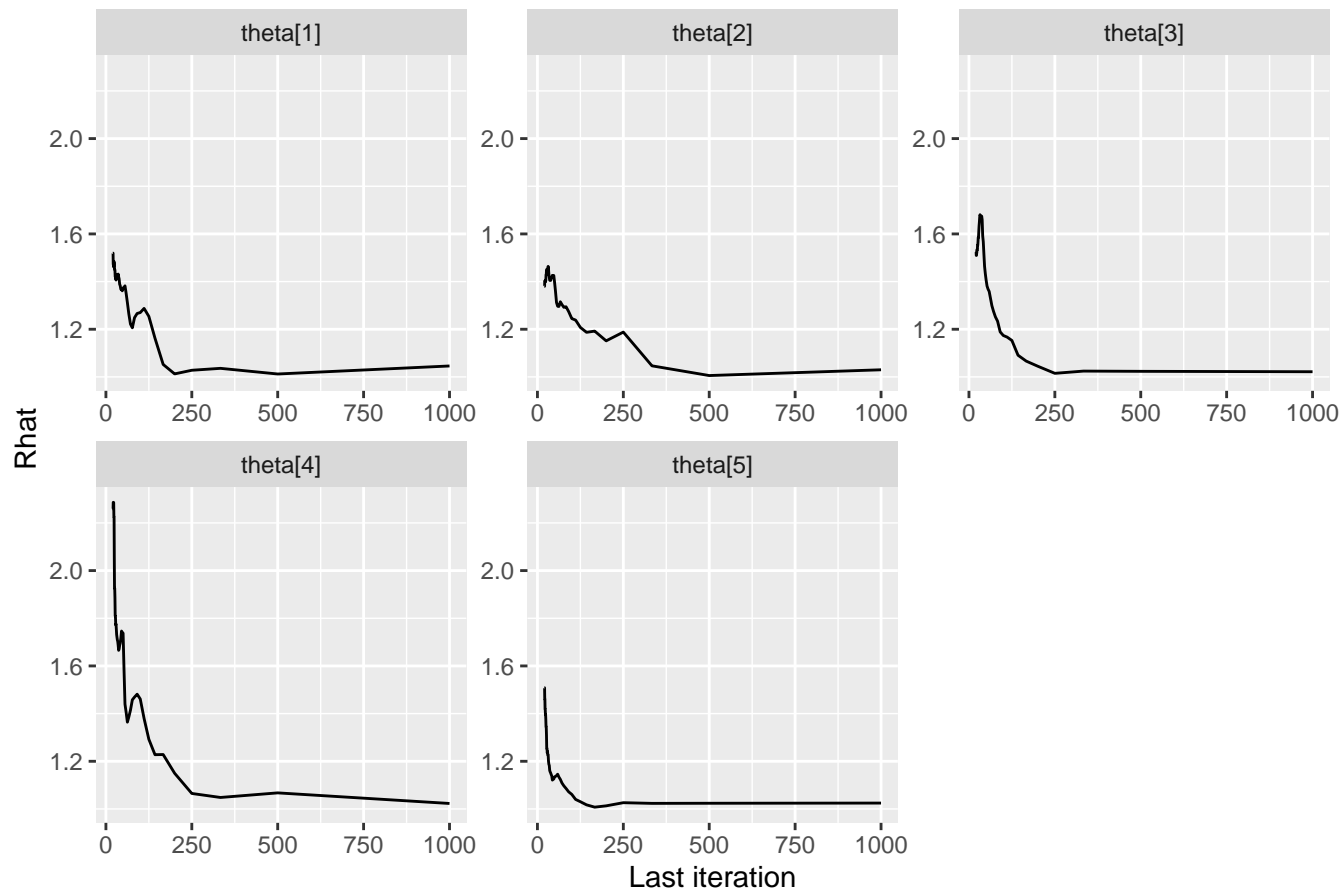 theta[1] theta[2] theta[3]
2.0 2.0 2.0
1.6 1.6 1.6
1.2 1.2 1.2
0 250 500 750 1000 0 250 500 750 1000 0 250 500 750 1000
Rhat
theta[4] theta[5]
2.0 2.0
1.6 1.6
1.2 1.2
0 250 500 750 1000 0 250 500 750 1000
Last iteration